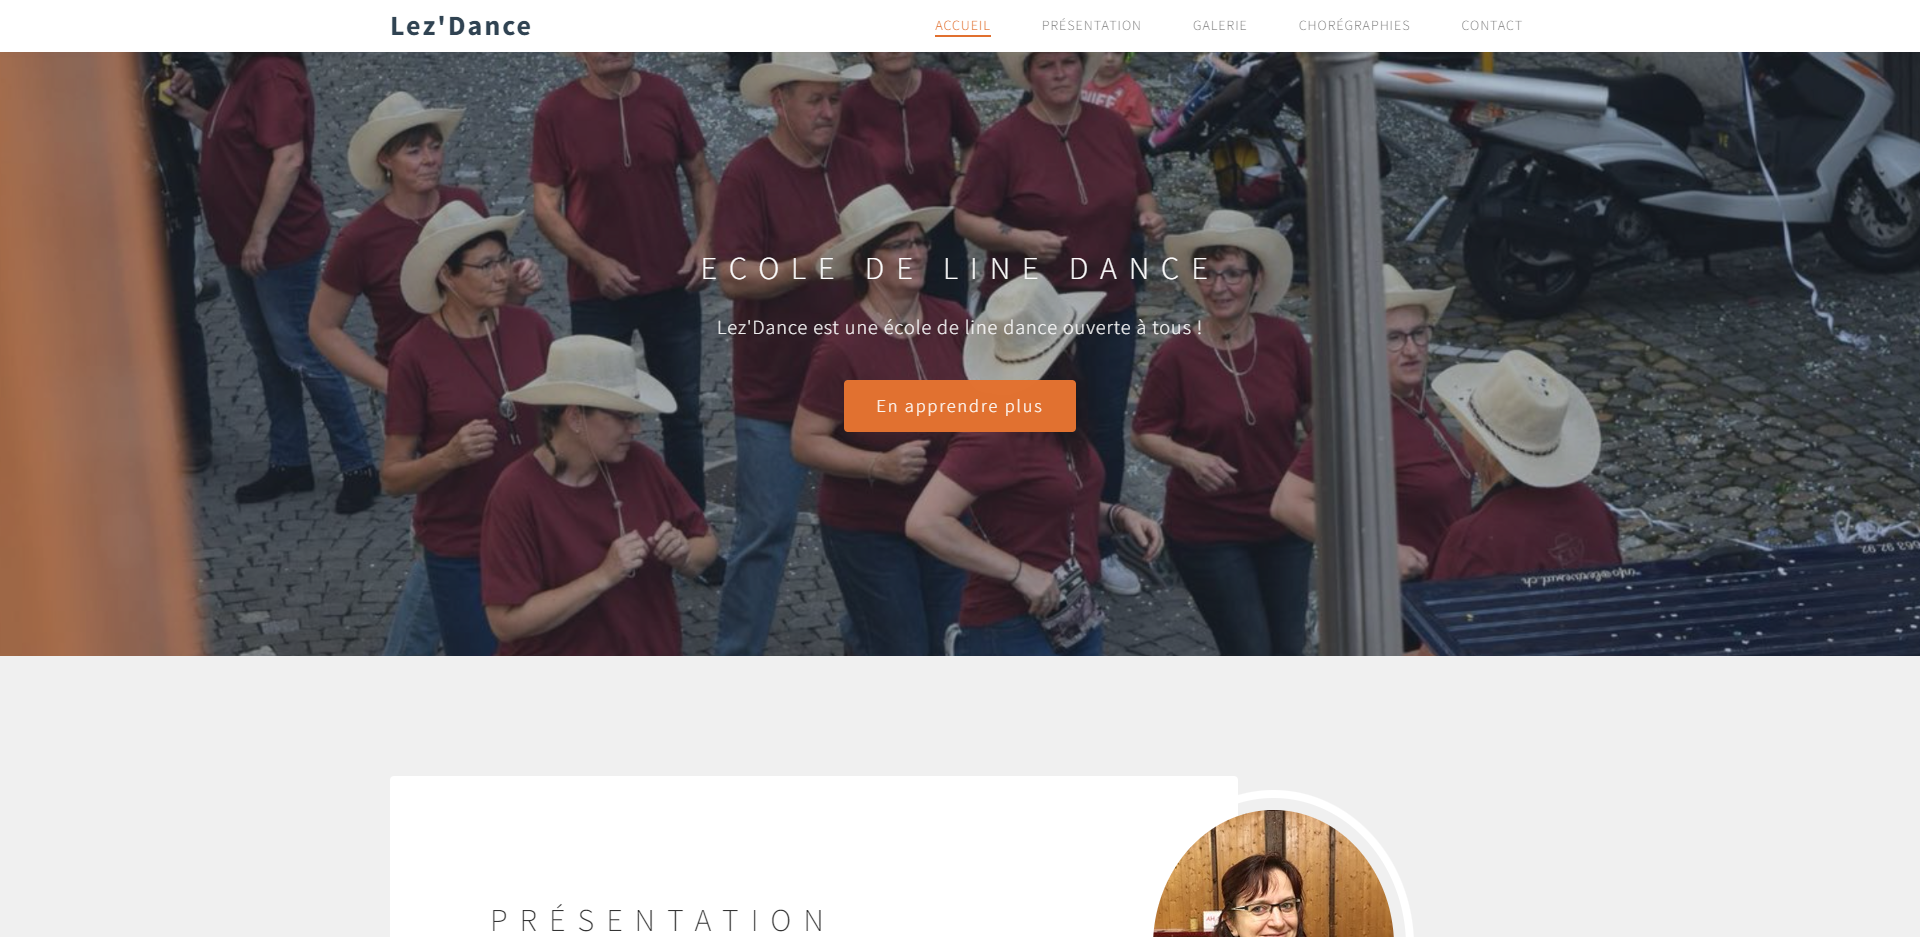 Lez'Dance
ACCUEIL PRÉSENTATION GALERIE CHORÉGRAPHIES CONTACT
ECOLE DE LINE DANCE
Lez'Dance est une école de line dance ouverte à tous !
En apprendre plus
PRÉSENTATION